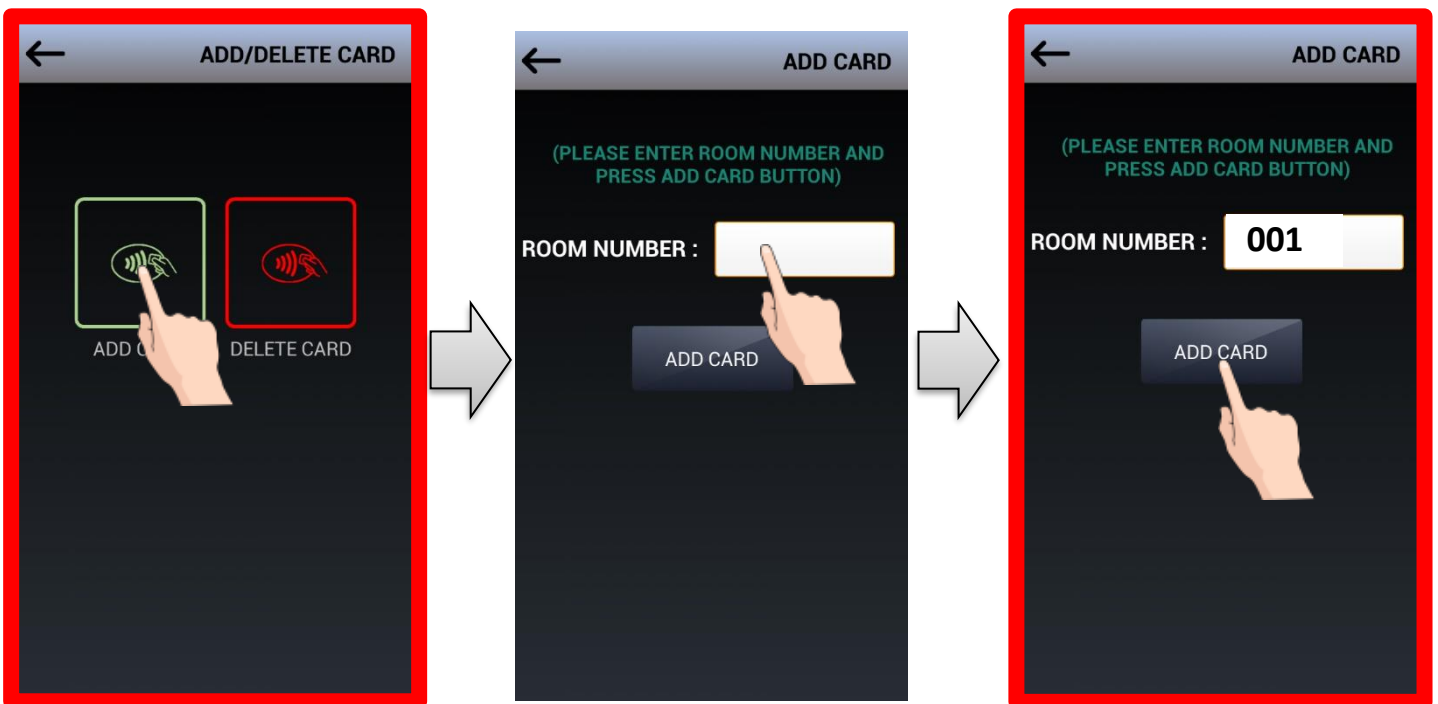 ADD/DELETE CARD
ADD C
DELETE CARD
ADD CARD
(PLEASE ENTER ROOM NUMBER AND
PRESS ADD CARD BUTTON)
ROOM NUMBER :
ADD CARD
ADD CARD
(PLEASE ENTER ROOM NUMBER AND
PRESS ADD CARD BUTTON)
ROOM NUMBER : 001
ADD CARD